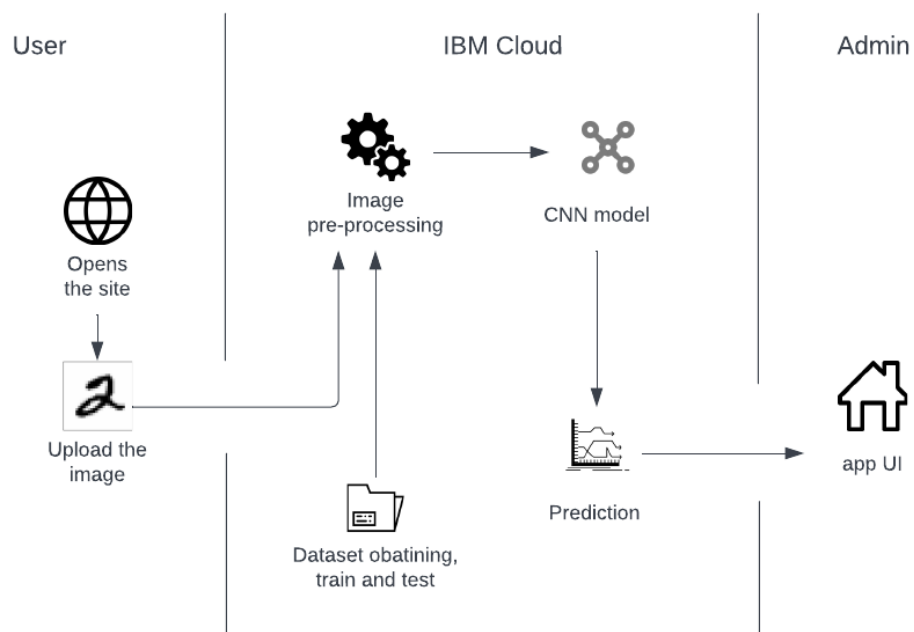 User
IBM Cloud
Admin
Image
pre-processing
CNN model
Opens
the site
2
Upload the
image
app UI
Prediction
Dataset obatining,
train and test